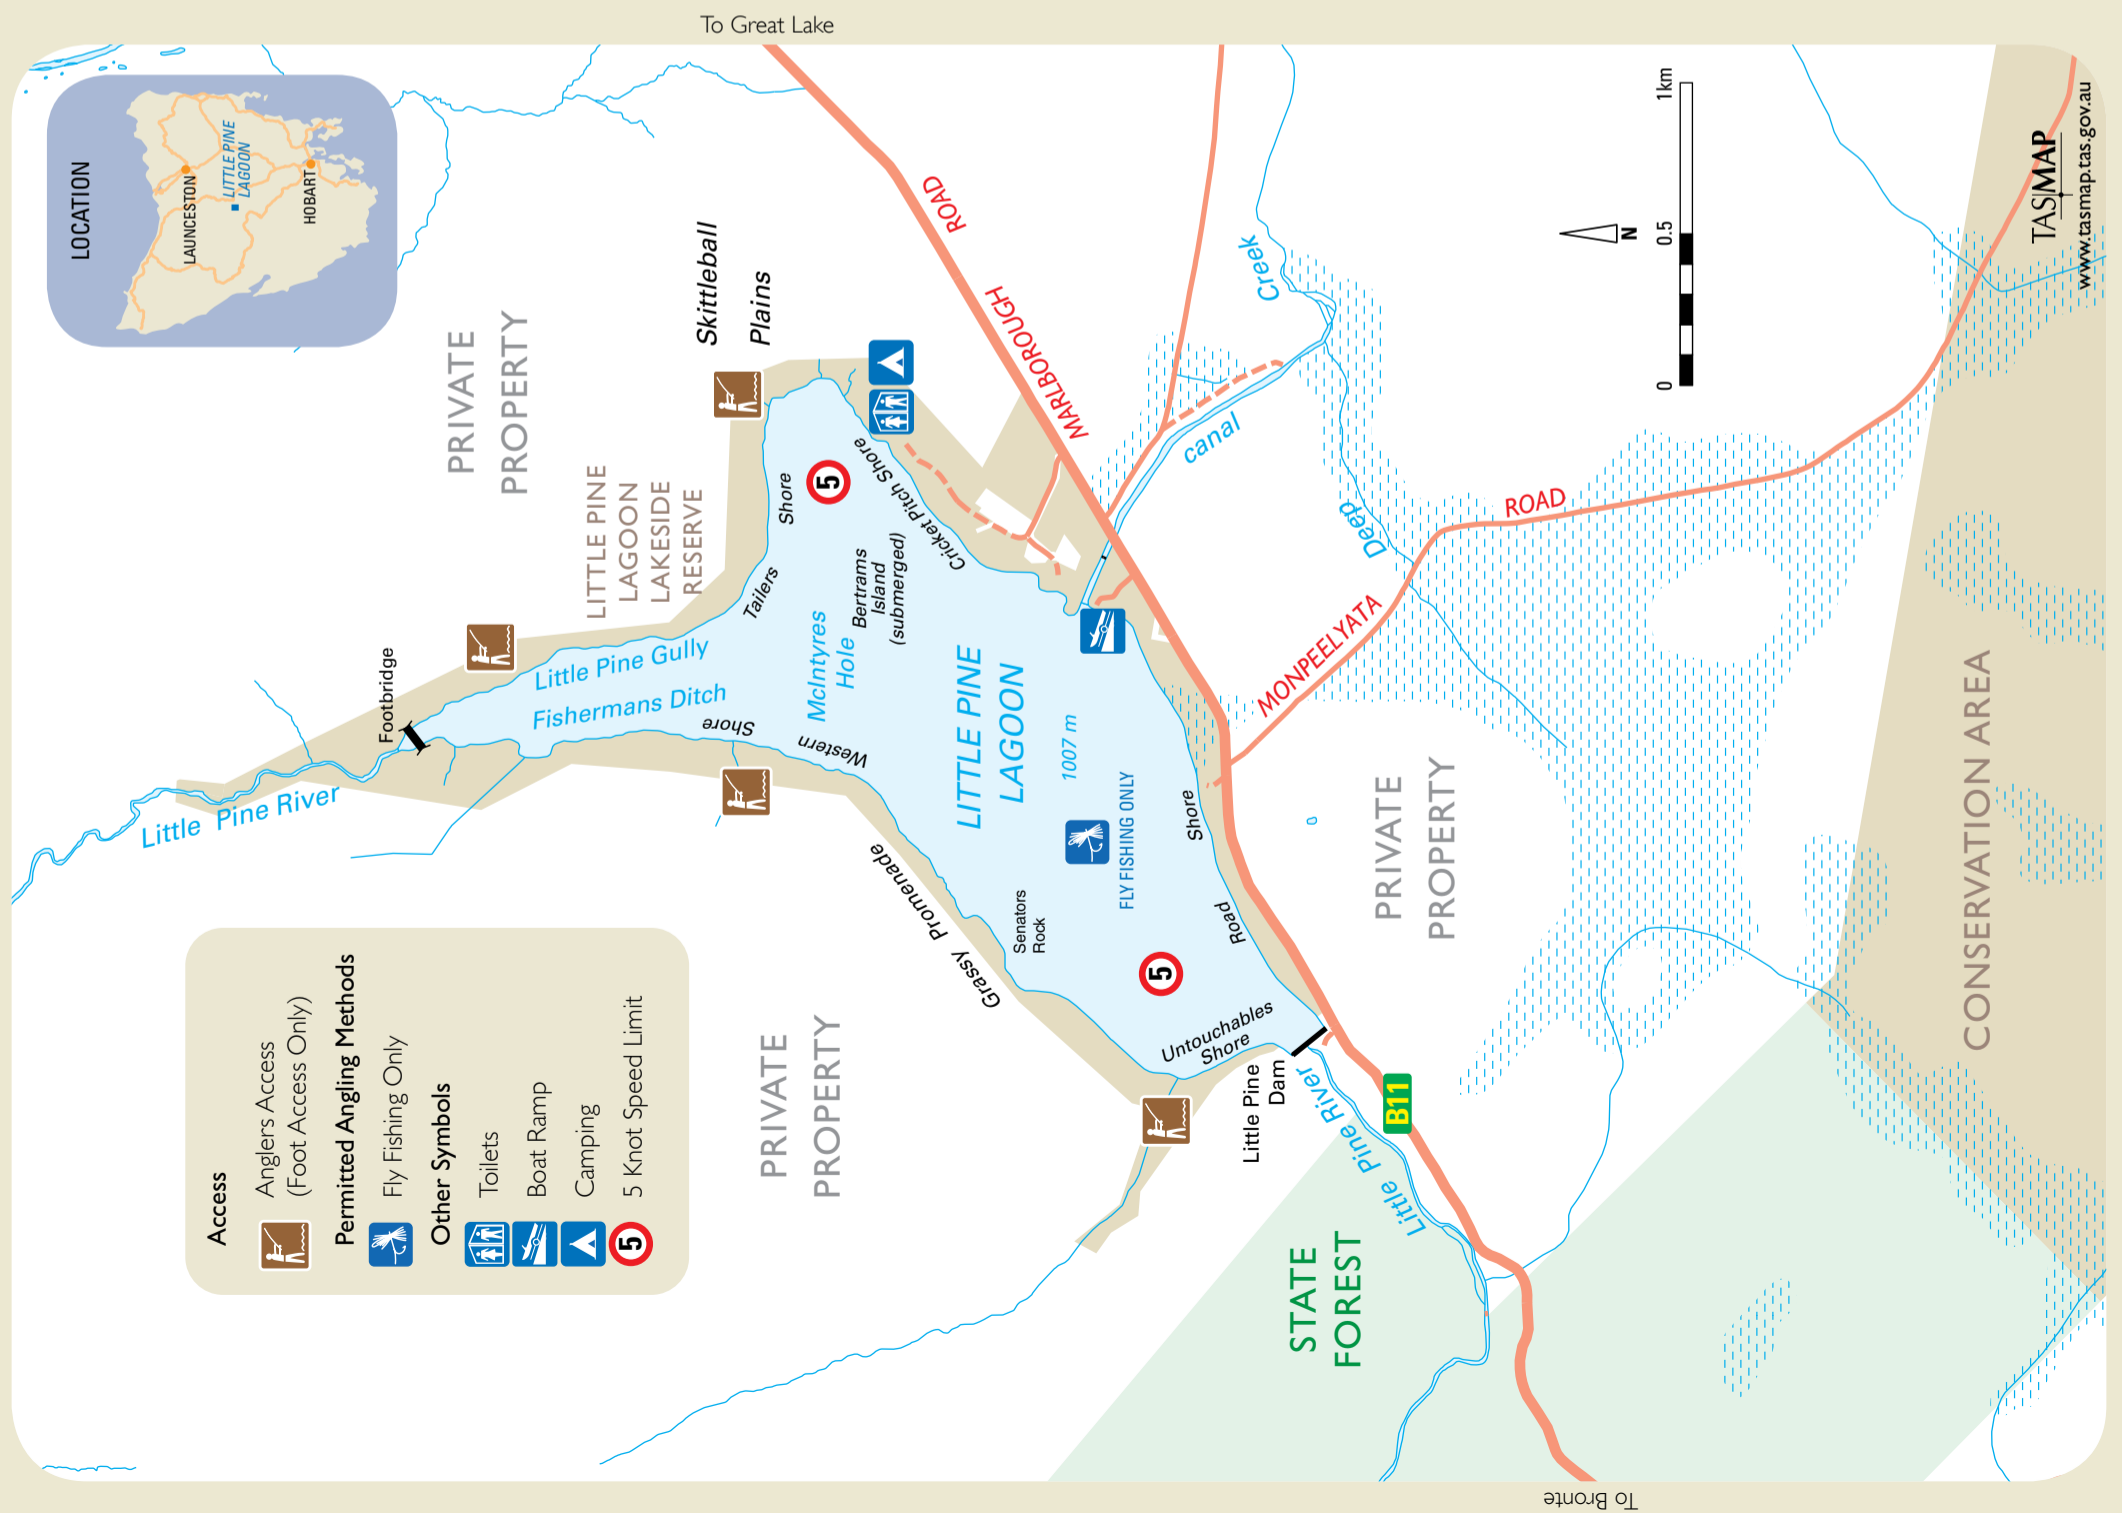 To Great Lake
LOCATION
LAUNCESTON
LITTLE PINE
LAGOON
HOBART
Access
Anglers Access
(Foot Access Only)
Permitted Angling Methods
Fly Fishing Only
Other Symbols
Toilets
Boat Ramp
Camping
5
5 Knot Speed Limit
Little Pine River
Footbridge
PRIVATE
PROPERTY
LITTLE PINE
LAGOON
LAKESIDE
RESERVE
Skittleball
Plains
Little Pine Gully
Fishermans Ditch
Western
Shore
Tailers
Shore
5
McIntyres
Hole
Bertrams
Island
(submerged)
Cricket Pitch Shore
LITTLE PINE
LAGOON
1007 m
FLY FISHING ONLY
Grassy Promenade
Senators
Rock
5
Untouchables
Shore
Road
Shore
PRIVATE
PROPERTY
Little Pine
Dam
Little Pine River
B11
MARLBOROUGH
ROAD
canal
Deep
Creek
MONPEELYATA
ROAD
PRIVATE
PROPERTY
STATE
FOREST
CONSERVATION AREA
N
0
0.5
1km
TASMAP
www.tasmap.tas.gov.au
To Bronte